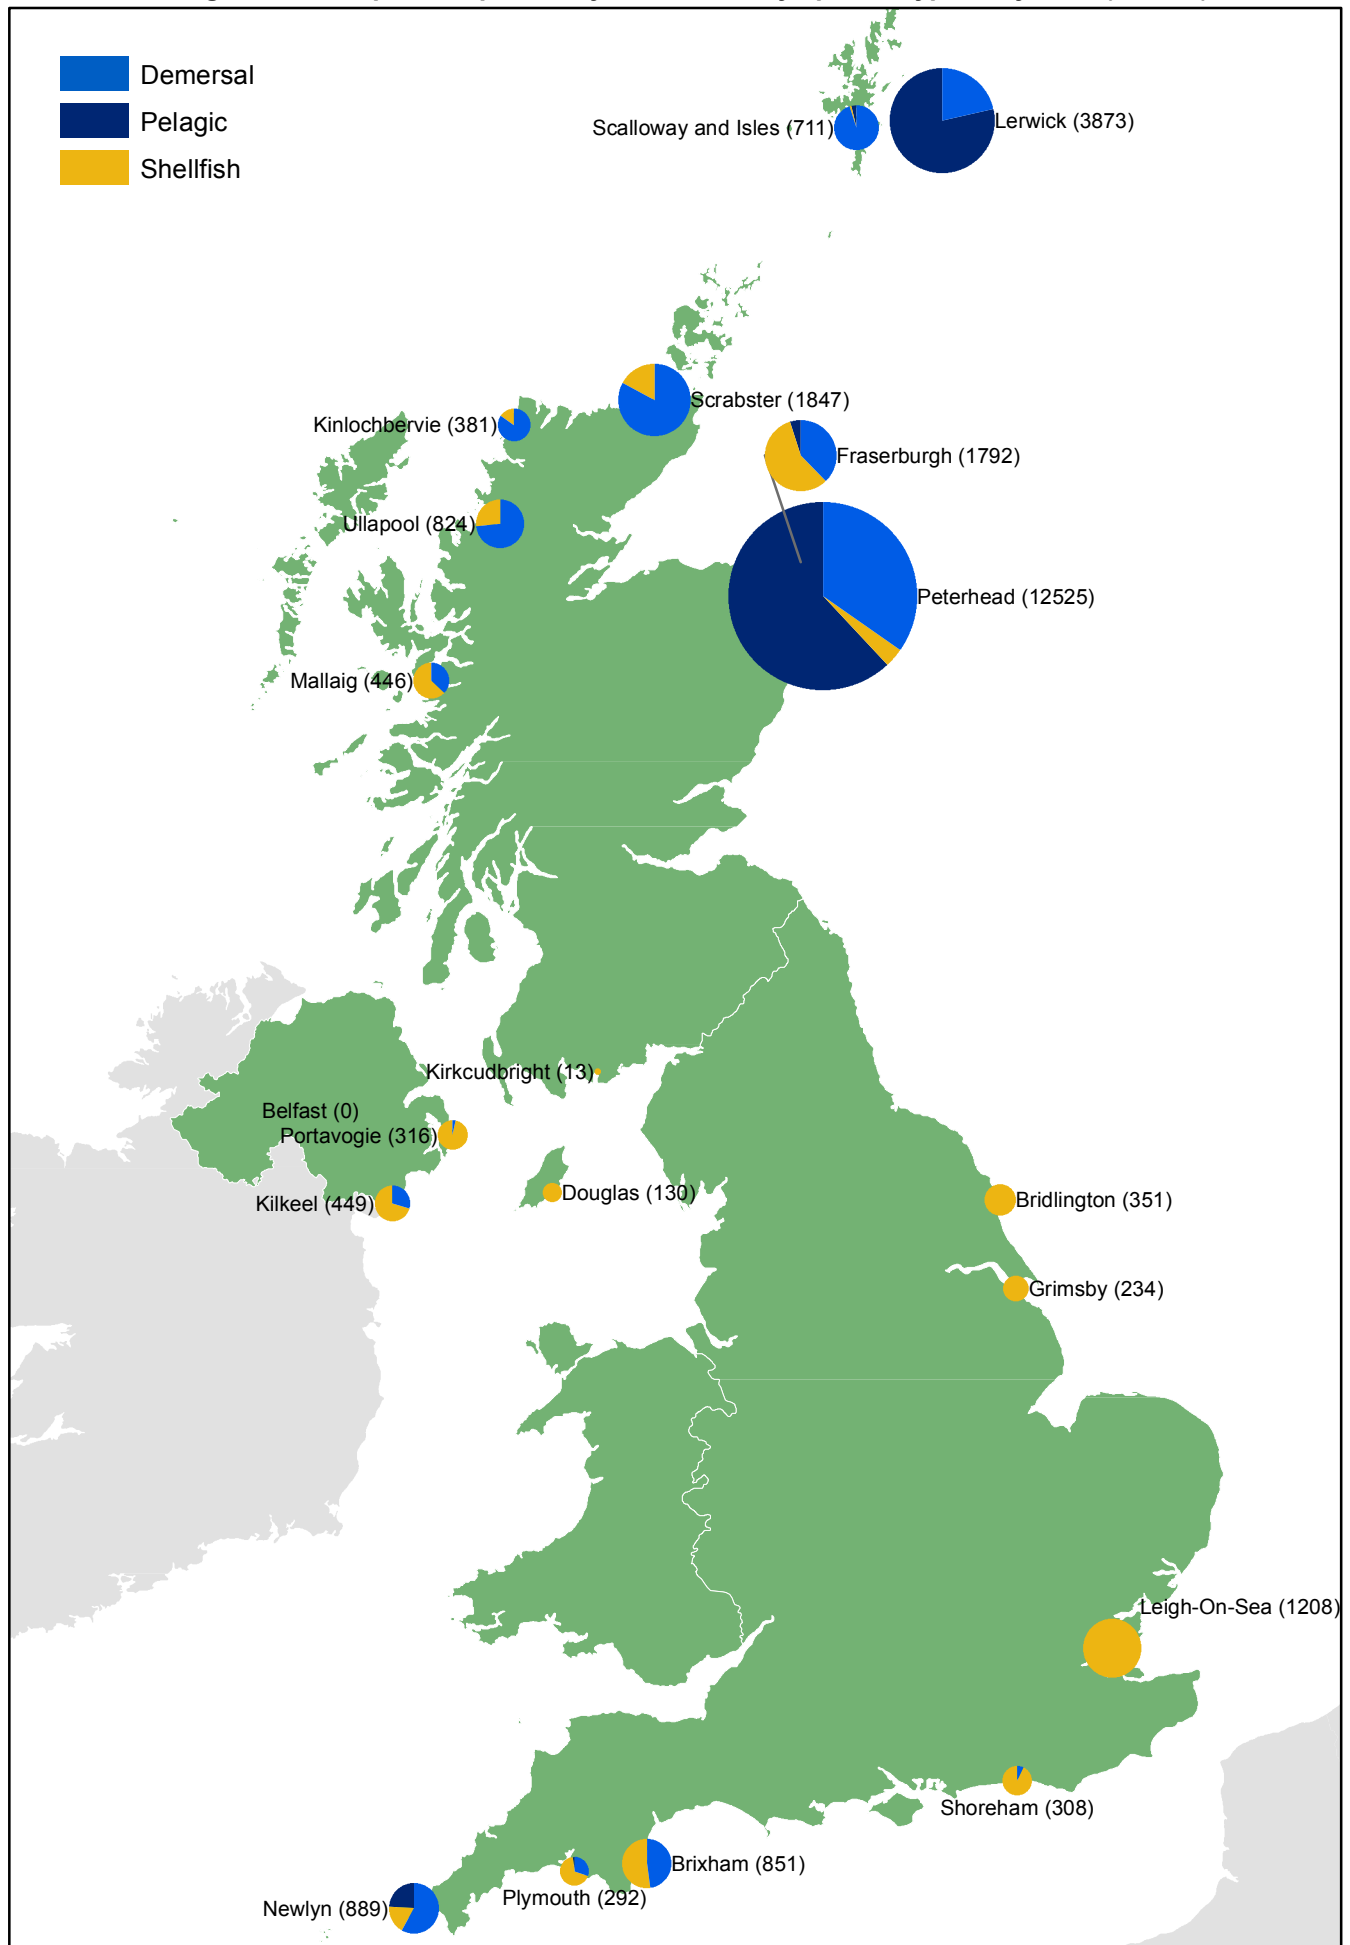 Demersal
Pelagic
Shellfish
Scalloway and Isles (711)
Lerwick (3873)
Scrabster (1847)
Kinlochbervie (381)
Fraserburgh (1792)
Ullapool (824)
Peterhead (12525)
Mallaig (446)
Kirkcudbright (13)
Belfast (0)
Portavogie (316)
Kilkeel (449)
Douglas (130)
Bridlington (351)
Grimsby (234)
Leigh-On-Sea (1208)
Shoreham (308)
Brixham (851)
Plymouth (292)
Newlyn (889)